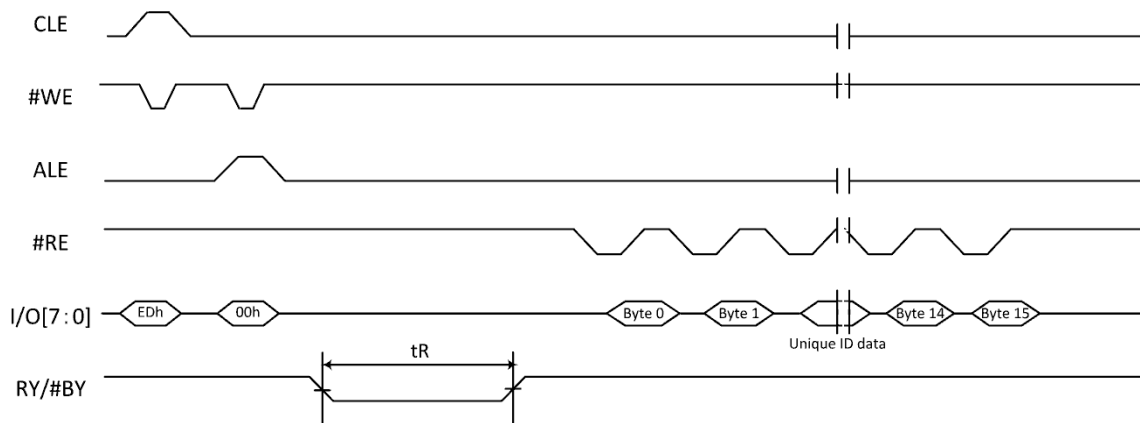 CLE
#WE
ALE
#RE
I/O[7:0] EDh 00h Byte 0 Byte 1 Byte 14 Byte 15
Unique ID data
tR
RY/#BY